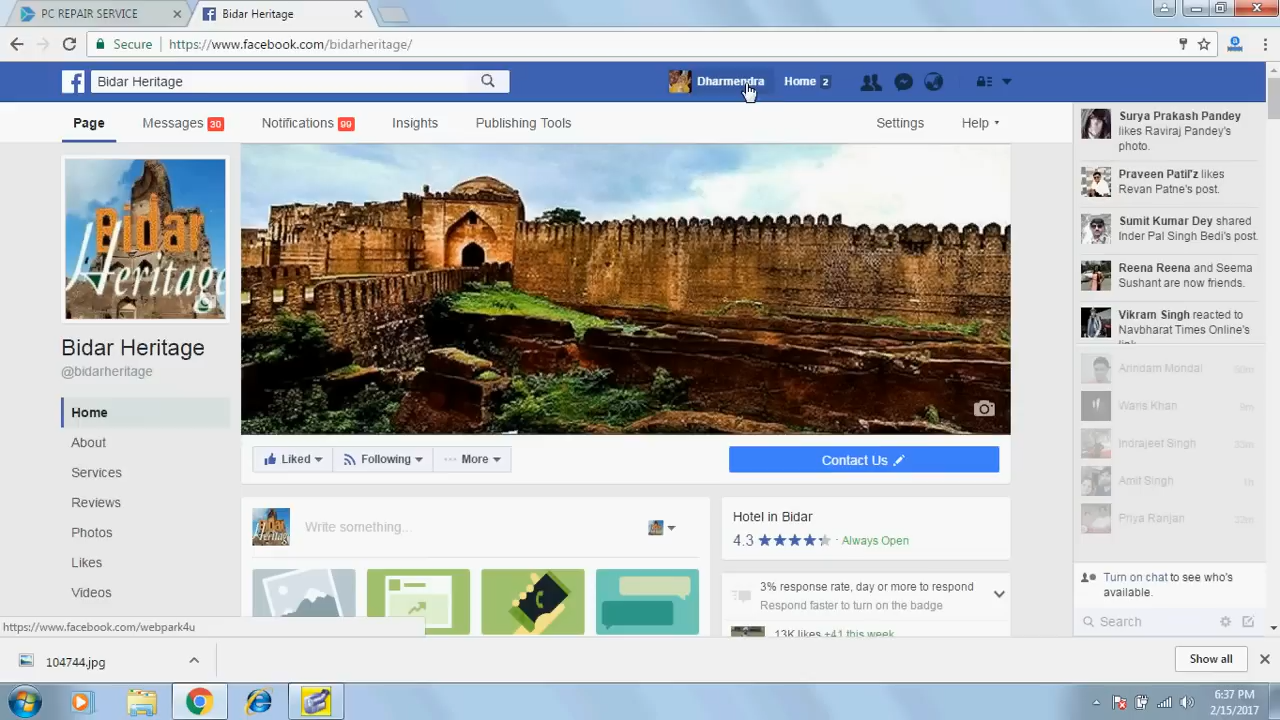 PC REPAIR SERVICE
Bidar Heritage
Secure
https://www.facebook.com/bidarheritage/
Bidar Heritage
Dharmendra
Home 2
Page
Messages 30
Notifications 99
Insights
Publishing Tools
Settings
Help
Bidar
Heritage
Bidar Heritage
@bidarheritage
Home
About
Services
Reviews
Photos
Likes
Videos
Liked
Following
More
Contact Us
Write something...
Hotel in Bidar
4.3 · Always Open
3% response rate, day or more to respond
Respond faster to turn on the badge
13K likes +41 this week
Surya Prakash Pandey
likes Raviraj Pandey's
photo.
Praveen Patil'z likes
Revan Patne's post.
Sumit Kumar Dey shared
Inder Pal Singh Bedi's post.
Reena Reena and Seema
Sushant are now friends.
Vikram Singh reacted to
Navbharat Times Online's
link.
Arindam Mondal
Waris Khan
Indrajeet Singh
Amit Singh 1h
Priya Ranjan
Turn on chat to see who's
available.
Search
https://www.facebook.com/webpark4u
104744.jpg
Show all
6:37 PM
2/15/2017